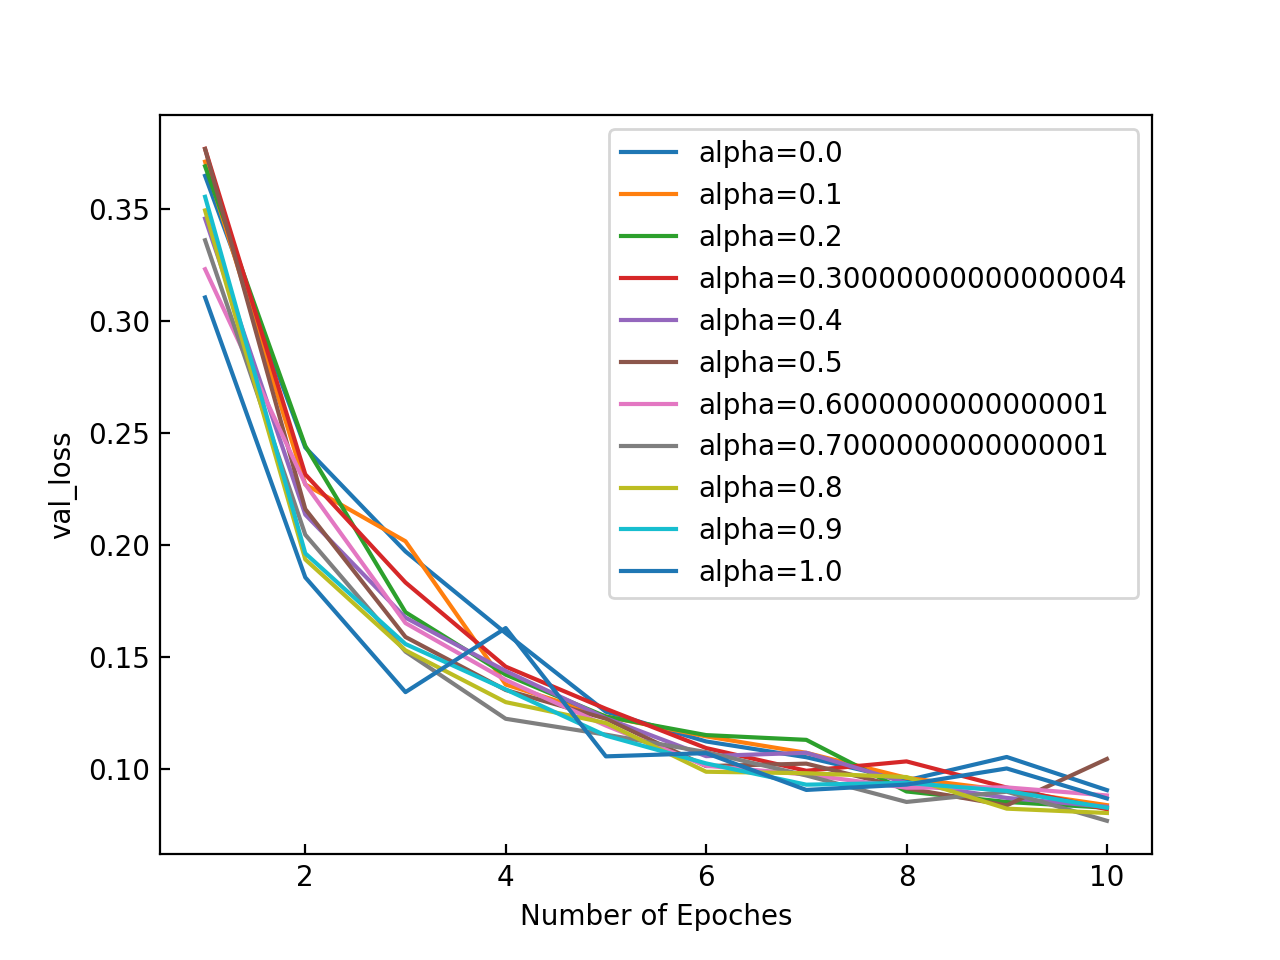 alpha=0.0
alpha=0.1
alpha=0.2
alpha=0.30000000000000004
alpha=0.4
alpha=0.5
alpha=0.6000000000000001
alpha=0.7000000000000001
alpha=0.8
alpha=0.9
alpha=1.0
0.35
0.30
0.25
0.20
0.15
0.10
val_loss
2 4 6 8 10
Number of Epoches